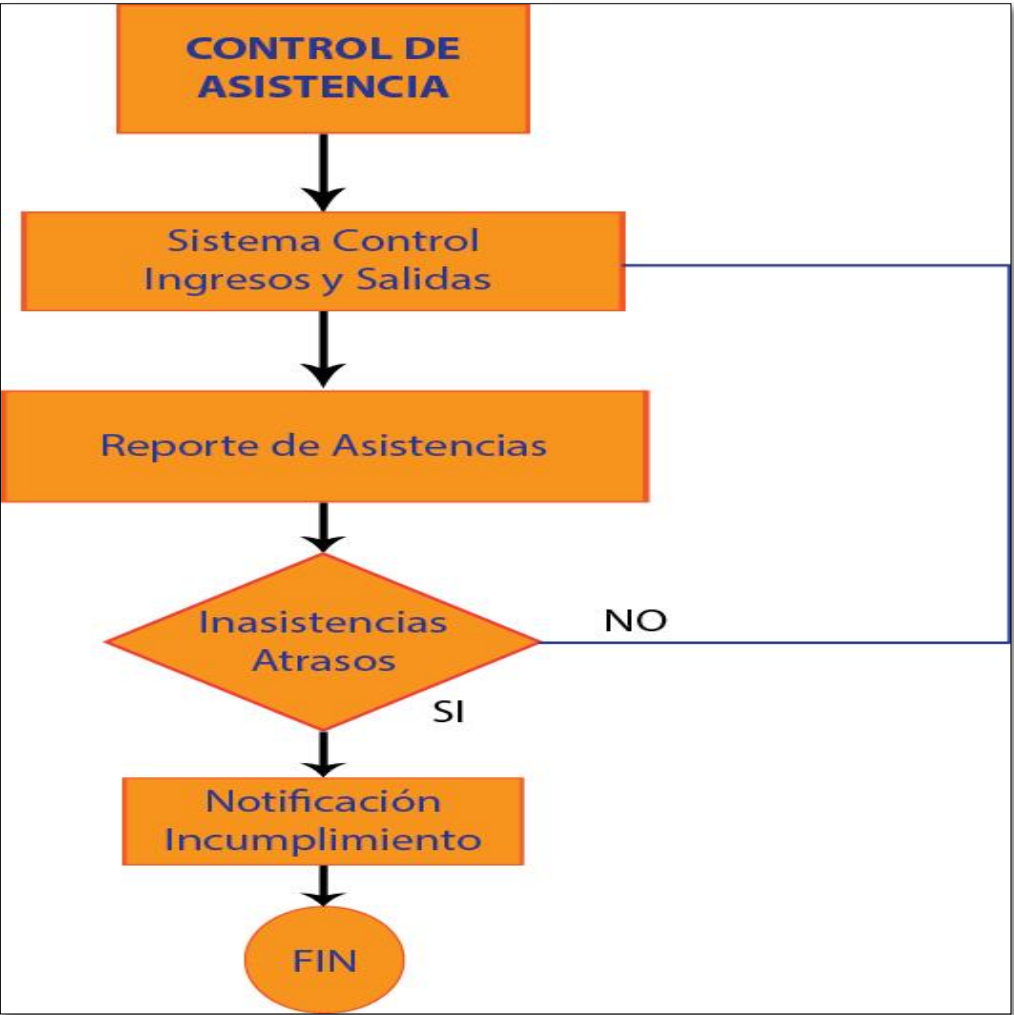 CONTROL DE
ASISTENCIA
Sistema Control
Ingresos y Salidas
Reporte de Asistencias
Inasistencias
Atrasos
NO
SI
Notificación
Incumplimiento
FIN